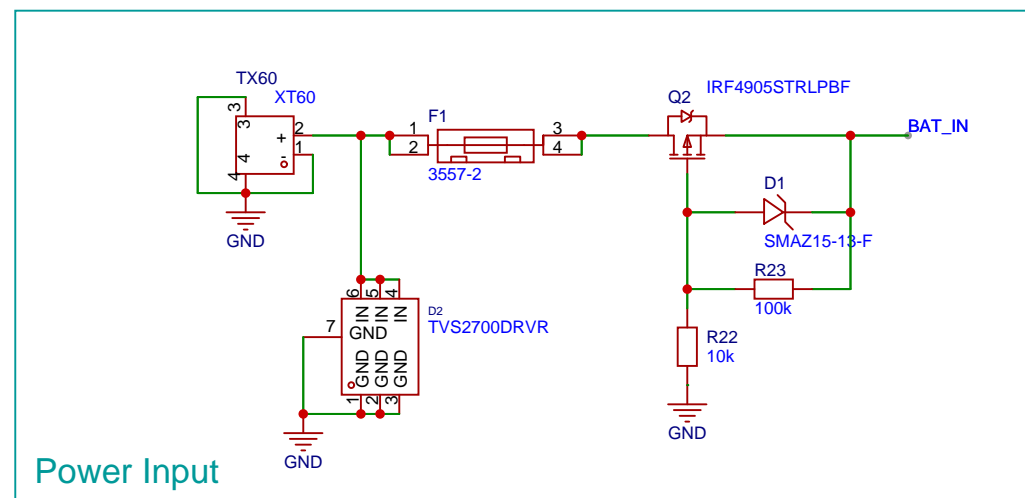 TX60
XT60
3
3
2
+
1
-
4
4
GND
F1
1
2
3
4
3557-2
Q2
IRF4905STRLPBF
BAT_IN
D1
SMAZ15-13-F
R23
100k
R22
10k
GND
6 5 4
IN IN IN
7
GND
D2
TVS2700DRVR
GND GND GND
1 2 3
GND
Power Input